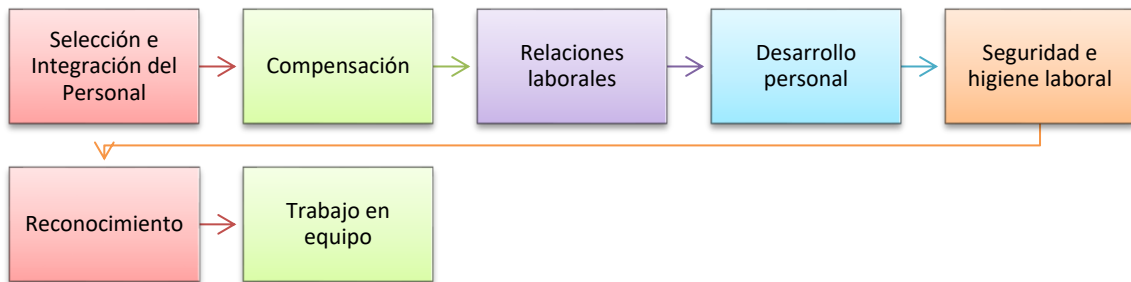 Selección e
Integración del
Personal
Compensación
Relaciones
laborales
Desarrollo
personal
Seguridad e
higiene laboral
Reconocimiento
Trabajo en
equipo